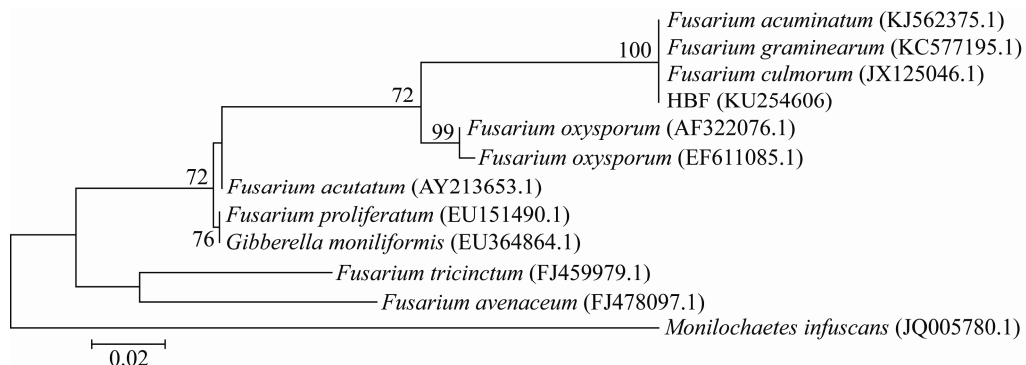 Fusarium acuminatum (KJ562375.1)
100
Fusarium graminearum (KC577195.1)
Fusarium culmorum (JX125046.1)
HBF (KU254606)
72
99
Fusarium oxysporum (AF322076.1)
Fusarium oxysporum (EF611085.1)
72
Fusarium acutatum (AY213653.1)
Fusarium proliferatum (EU151490.1)
76
Gibberella moniliformis (EU364864.1)
Fusarium tricinctum (FJ459979.1)
Fusarium avenaceum (FJ478097.1)
Monilochaetes infuscans (JQ005780.1)
0.02